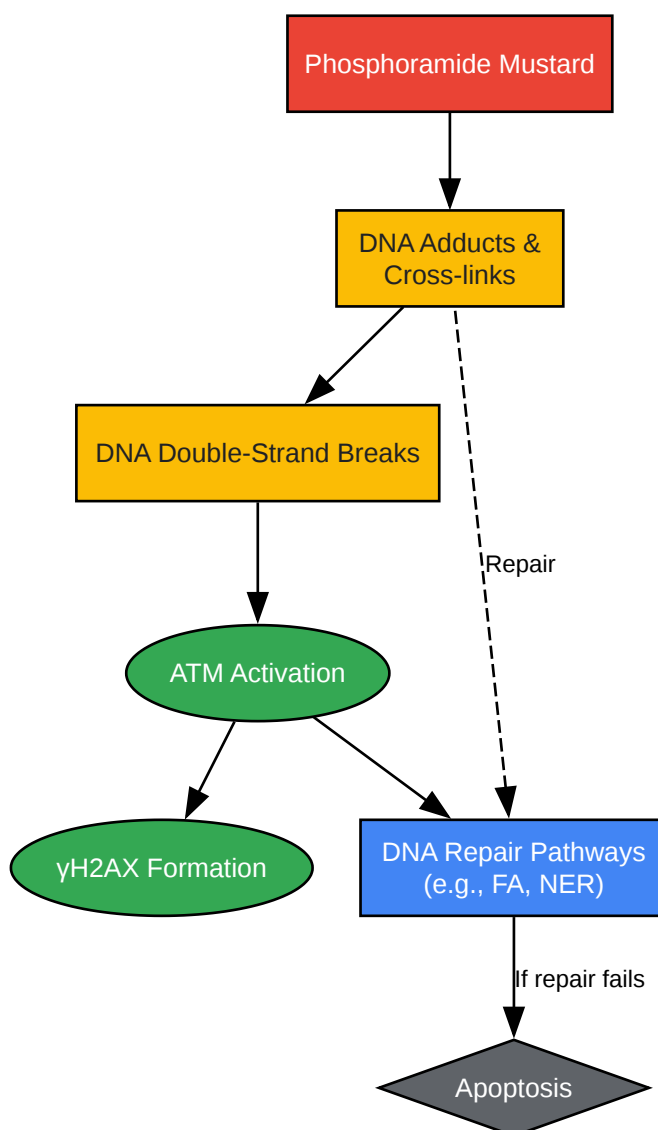 Phosphoramide Mustard
DNA Adducts &
Cross-links
DNA Double-Strand Breaks
Repair
ATM Activation
γH2AX Formation
DNA Repair Pathways
(e.g., FA, NER)
If repair fails
Apoptosis